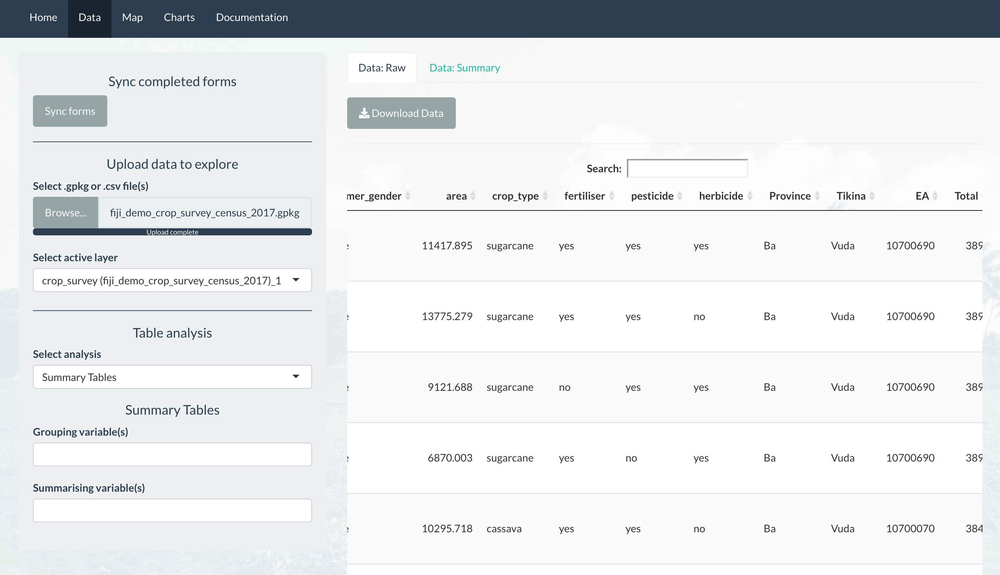 Home Data Map Charts Documentation
Sync completed forms
Sync forms
Upload data to explore
Select .gpkg or .csv file(s)
Browse... fiji_demo_crop_survey_census_2017.gpkg
Upload complete
Select active layer
crop_survey (fiji_demo_crop_survey_census_2017)_1
Table analysis
Select analysis
Summary Tables
Summary Tables
Grouping variable(s)
Summarising variable(s)
Data: Raw Data: Summary
Download Data
Search:
mer_gender area crop_type fertiliser pesticide herbicide Province Tikina EA Total
11417.895 sugarcane yes yes yes Ba Vuda 10700690 389
13775.279 sugarcane yes yes no Ba Vuda 10700690 389
9121.688 sugarcane no yes yes Ba Vuda 10700690 389
6870.003 sugarcane yes no yes Ba Vuda 10700690 389
10295.718 cassava yes yes no Ba Vuda 10700070 384